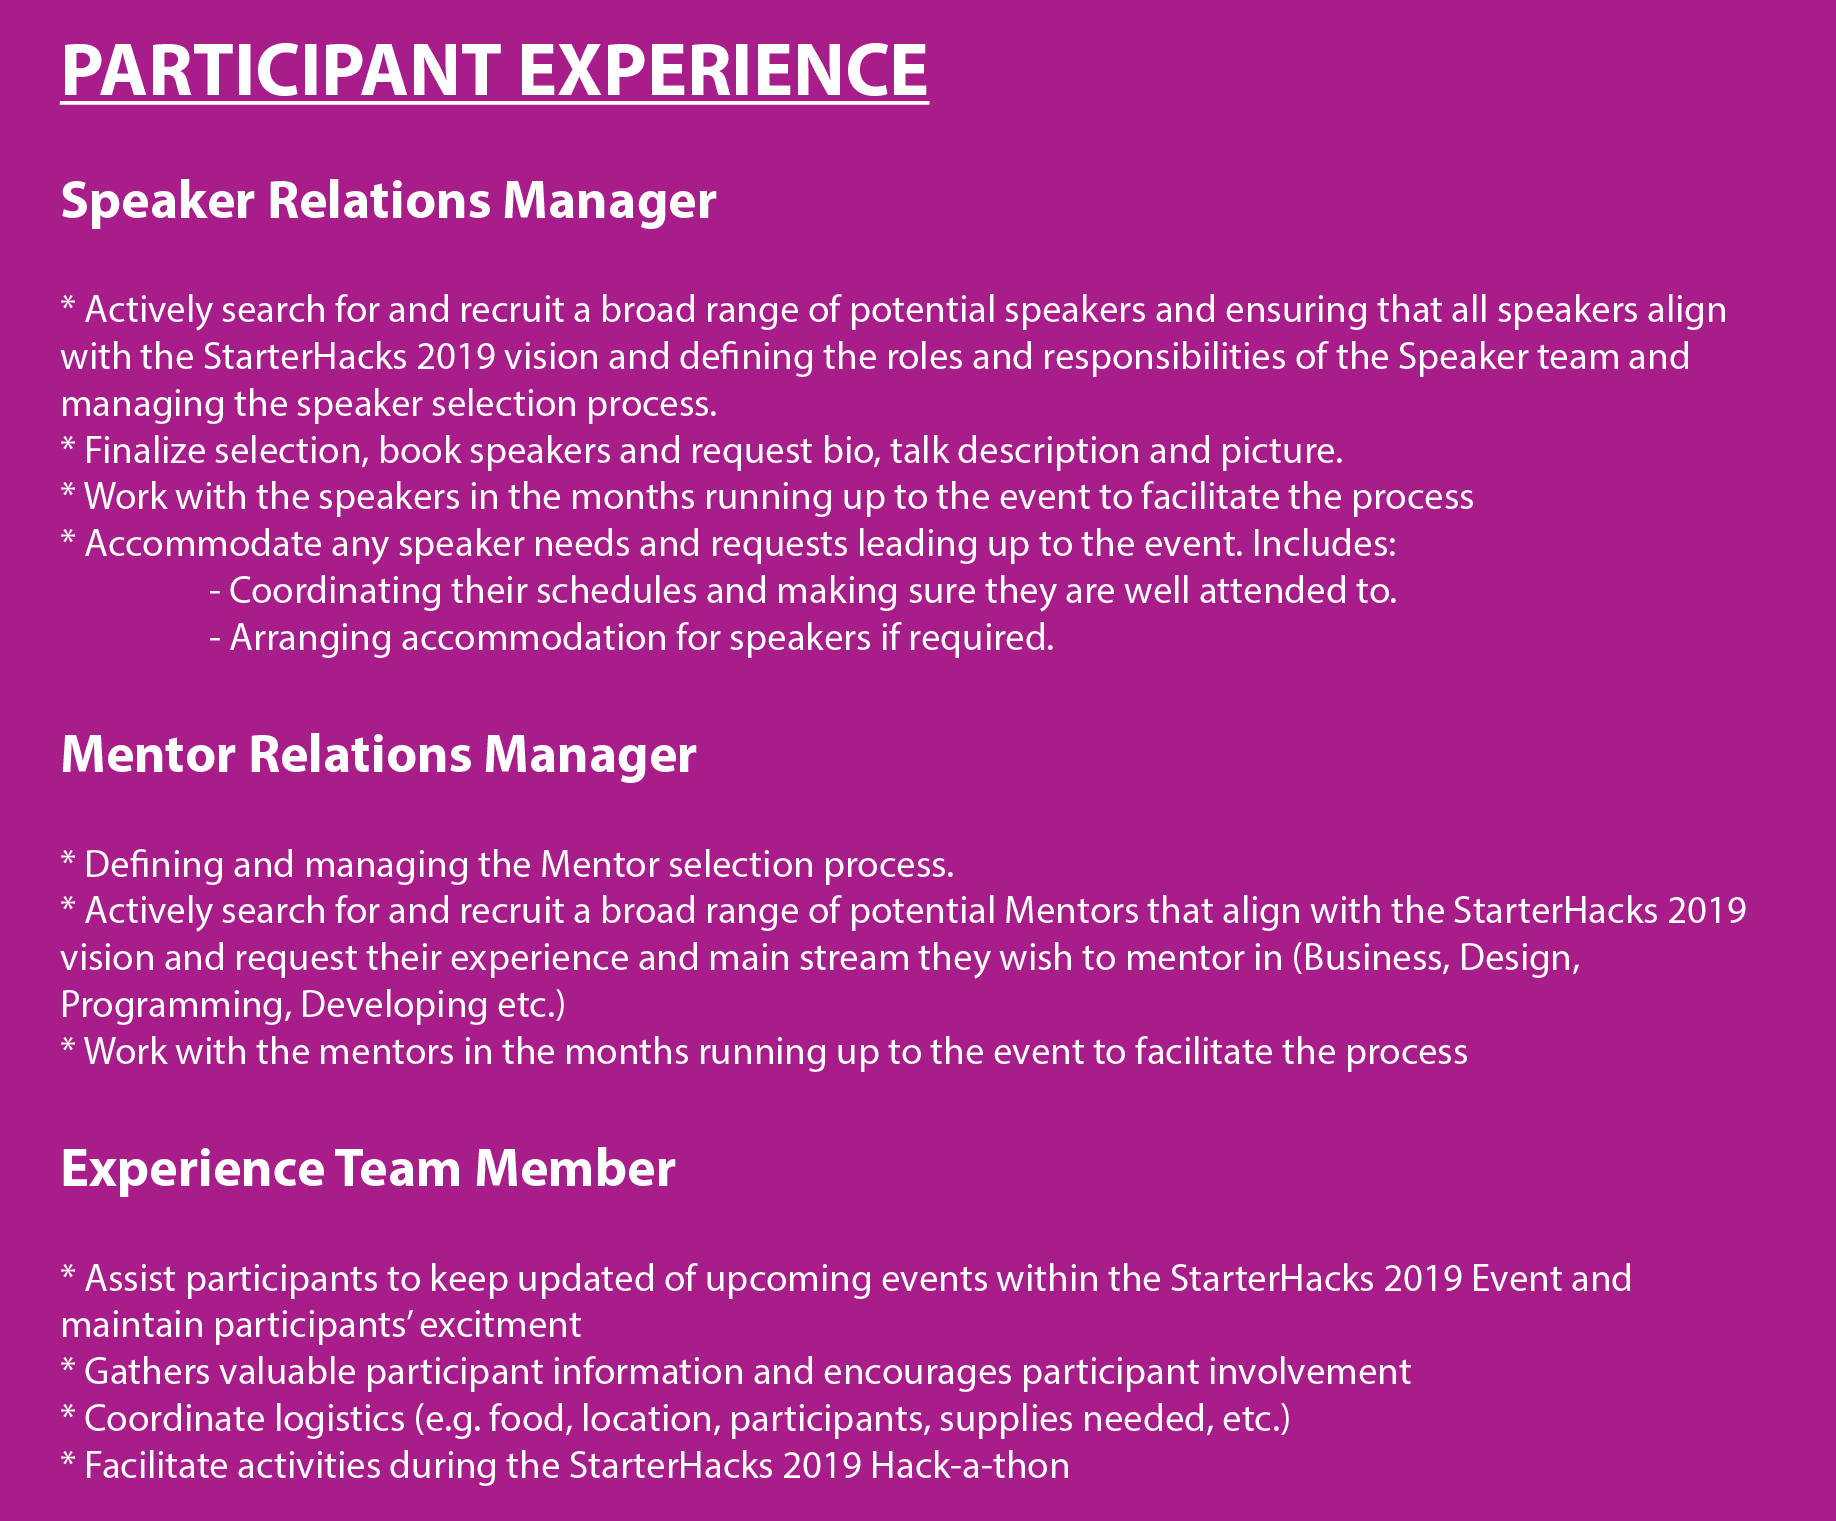 PARTICIPANT EXPERIENCE
Speaker Relations Manager
* Actively search for and recruit a broad range of potential speakers and ensuring that all speakers align
with the StarterHacks 2019 vision and defining the roles and responsibilities of the Speaker team and
managing the speaker selection process.
* Finalize selection, book speakers and request bio, talk description and picture.
* Work with the speakers in the months running up to the event to facilitate the process
* Accommodate any speaker needs and requests leading up to the event. Includes:
- Coordinating their schedules and making sure they are well attended to.
- Arranging accommodation for speakers if required.
Mentor Relations Manager
* Defining and managing the Mentor selection process.
* Actively search for and recruit a broad range of potential Mentors that align with the StarterHacks 2019
vision and request their experience and main stream they wish to mentor in (Business, Design,
Programming, Developing etc.)
* Work with the mentors in the months running up to the event to facilitate the process
Experience Team Member
* Assist participants to keep updated of upcoming events within the StarterHacks 2019 Event and
maintain participants’ excitment
* Gathers valuable participant information and encourages participant involvement
* Coordinate logistics (e.g. food, location, participants, supplies needed, etc.)
* Facilitate activities during the StarterHacks 2019 Hack-a-thon